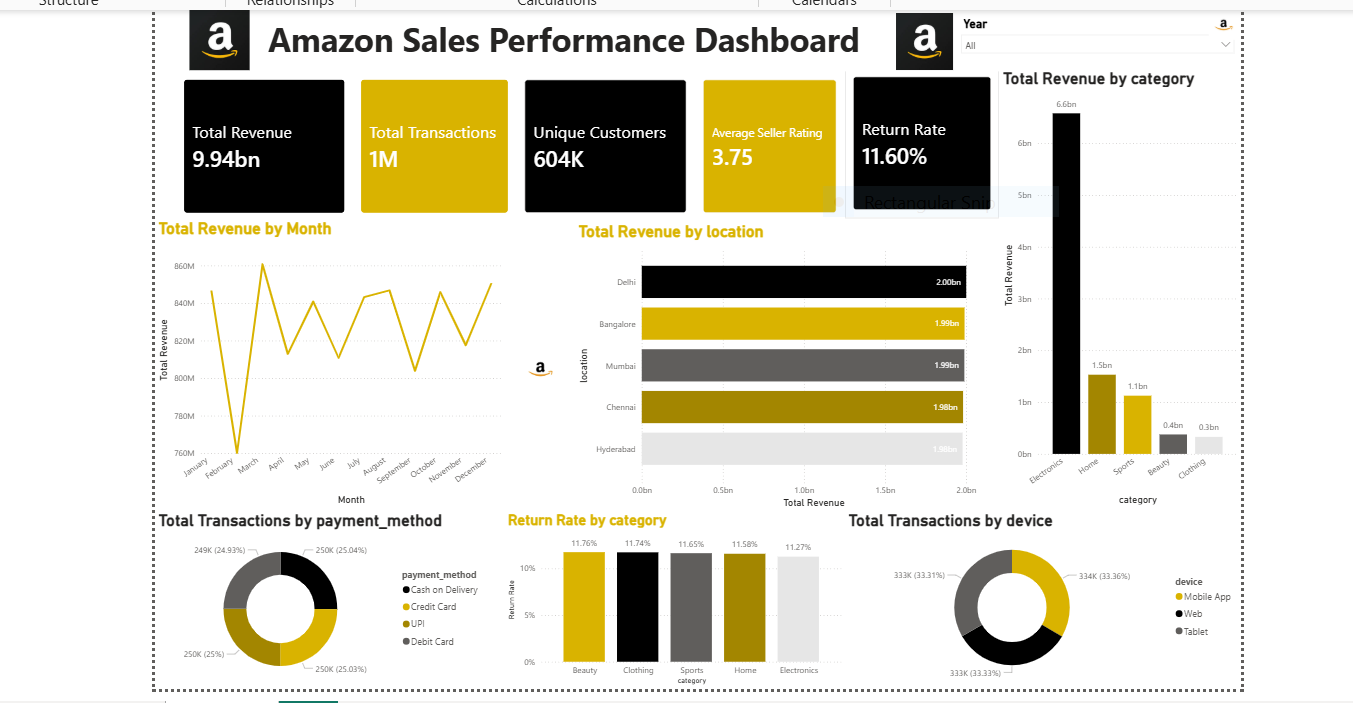 Structure Relationships Calculations Calendars
a Amazon Sales Performance Dashboard a
Year a
All
Total Revenue
9.94bn
Total Transactions
1M
Unique Customers
604K
Average Seller Rating
3.75
Return Rate
11.60%
Rectangular Snip
Total Revenue by category
6.6bn
6bn
5bn
4bn
3bn
2bn
1bn
0bn
1.5bn
1.1bn
0.4bn
0.3bn
Total Revenue
Electronics
Home
Sports
Beauty
Clothing
category
Total Revenue by Month
860M
840M
820M
800M
780M
760M
Total Revenue
January
February
March
April
May
June
July
August
September
October
November
December
Month
a
Total Revenue by location
location
Delhi 2.00bn
Bangalore 1.99bn
Mumbai 1.99bn
Chennai 1.98bn
Hyderabad 1.98bn
0.0bn 0.5bn 1.0bn 1.5bn 2.0bn
Total Revenue
Total Transactions by payment_method
249K (24.93%)
250K (25.04%)
250K (25%)
250K (25.03%)
payment_method
Cash on Delivery
Credit Card
UPI
Debit Card
Return Rate by category
11.76% 11.74% 11.65% 11.58% 11.27%
10%
5%
0%
Return Rate
Beauty Clothing Sports Home Electronics
category
Total Transactions by device
333K (33.31%)
334K (33.36%)
333K (33.33%)
device
Mobile App
Web
Tablet